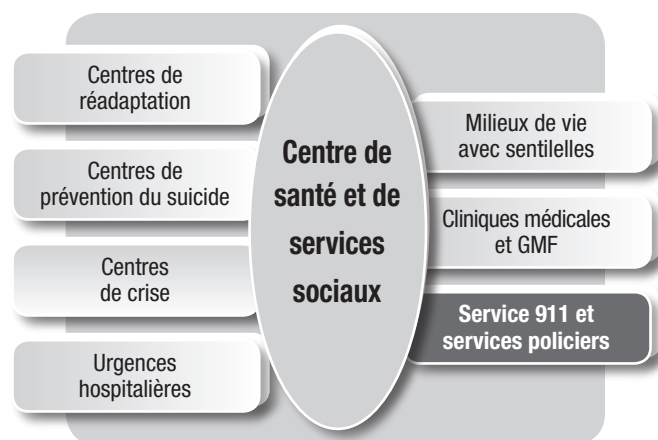 Centres de
réadaptation
Centres de
prévention du suicide
Centres
de crise
Urgences
hospitalières
Centre de
santé et de
services
sociaux
Milieux de vie
avec sentilelles
Cliniques médicales
et GMF
Service 911 et
services policiers